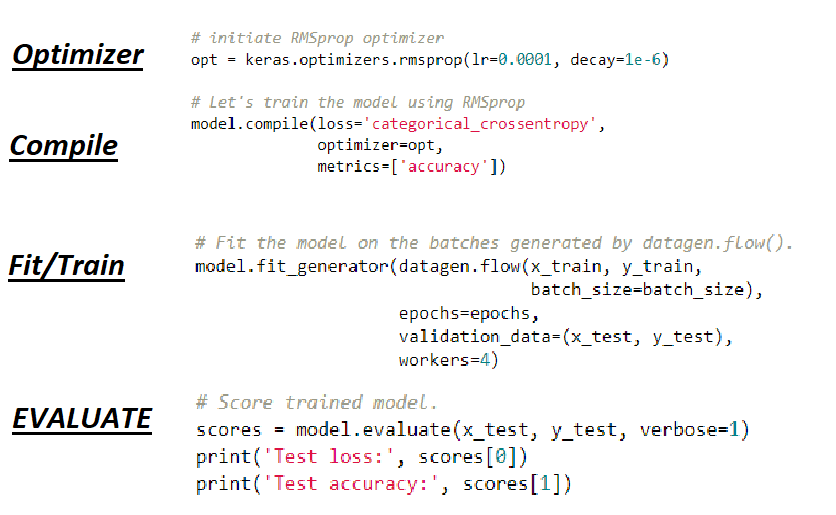 Optimizer
# initiate RMSprop optimizer
opt = keras.optimizers.rmsprop(lr=0.0001, decay=1e-6)
Compile
# Let's train the model using RMSprop
model.compile(loss='categorical_crossentropy',
optimizer=opt,
metrics=['accuracy'])
Fit/Train
# Fit the model on the batches generated by datagen.flow().
model.fit_generator(datagen.flow(x_train, y_train,
batch_size=batch_size),
epochs=epochs,
validation_data=(x_test, y_test),
workers=4)
EVALUATE
# Score trained model.
scores = model.evaluate(x_test, y_test, verbose=1)
print('Test loss:', scores[0])
print('Test accuracy:', scores[1])